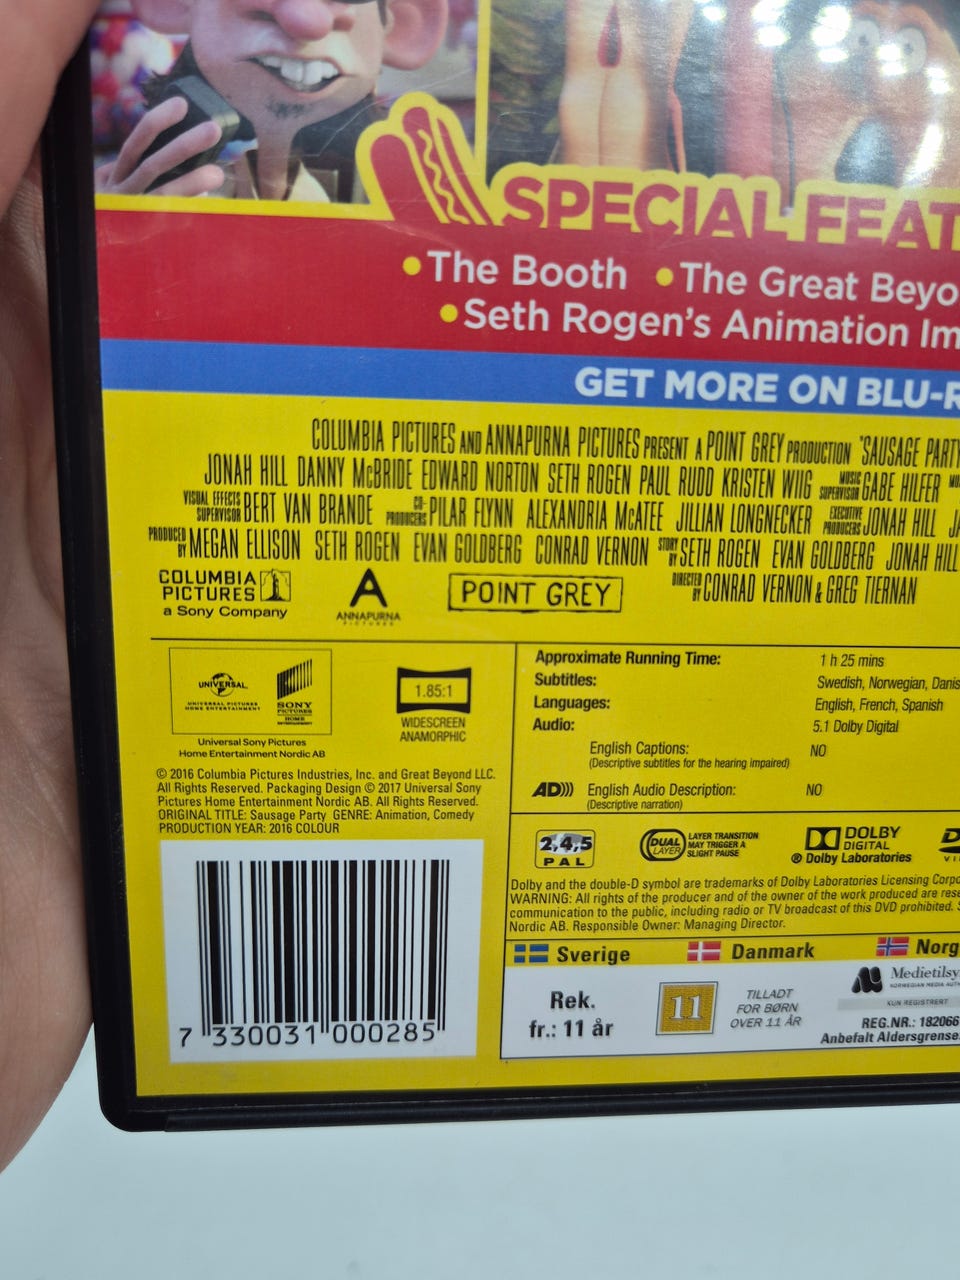 SPECIAL FEAT
•The Booth •The Great Beyo
•Seth Rogen's Animation Im
GET MORE ON BLU-R
COLUMBIA PICTURES AND ANNAPURNA PICTURES PRESENT A POINT GREY PRODUCTION "SAUSAGE PARTY
JONAH HILL DANNY McBRIDE EDWARD NORTON SETH ROGEN PAUL RUDD KRISTEN WIIG MUSIC SUPERVISOR GABE HILFER
VISUAL EFFECTS SUPERVISOR BERT VAN BRANDE CO-PRODUCERS PILAR FLYNN ALEXANDRIA McATEE JILLIAN LONGNECKER EXECUTIVE PRODUCERS JONAH HILL JA
PRODUCED BY MEGAN ELLISON SETH ROGEN EVAN GOLDBERG CONRAD VERNON STORY BY SETH ROGEN EVAN GOLDBERG JONAH HILL
DIRECTED BY CONRAD VERNON & GREG TIERNAN
COLUMBIA
PICTURES
a Sony Company
ANNAPURNA
PICTURES
POINT GREY
UNIVERSAL
UNIVERSAL PICTURES
HOME ENTERTAINMENT
SONY
PICTURES
HOME
ENTERTAINMENT
Universal Sony Pictures
Home Entertainment Nordic AB
1.85:1
WIDESCREEN
ANAMORPHIC
© 2016 Columbia Pictures Industries, Inc. and Great Beyond LLC.
All Rights Reserved. Packaging Design © 2017 Universal Sony
Pictures Home Entertainment Nordic AB. All Rights Reserved.
ORIGINAL TITLE: Sausage Party GENRE: Animation, Comedy
PRODUCTION YEAR: 2016 COLOUR
7 330031 000285
Approximate Running Time: 1 h 25 mins
Subtitles: Swedish, Norwegian, Danis
Languages: English, French, Spanish
Audio: 5.1 Dolby Digital
English Captions: NO
(Descriptive subtitles for the hearing impaired)
AD))) English Audio Description: NO
(Descriptive narration)
2,4,5
PAL
DUAL
LAYER
LAYER TRANSITION
MAY TRIGGER A
SLIGHT PAUSE
DOLBY
DIGITAL
® Dolby Laboratories
Dolby and the double-D symbol are trademarks of Dolby Laboratories Licensing Corpo
WARNING: All rights of the producer and of the owner of the work produced are rese
communication to the public, including radio or TV broadcast of this DVD prohibited. S
Nordic AB. Responsible Owner: Managing Director.
Sverige Danmark Norg
Rek.
fr.: 11 år
11
TILLADT
FOR BØRN
OVER 11 ÅR
Medietilsy
NORWEGIAN MEDIA AUTH
KUN REGISTRERT
REG.NR.: 182066
Anbefalt Aldersgrense: